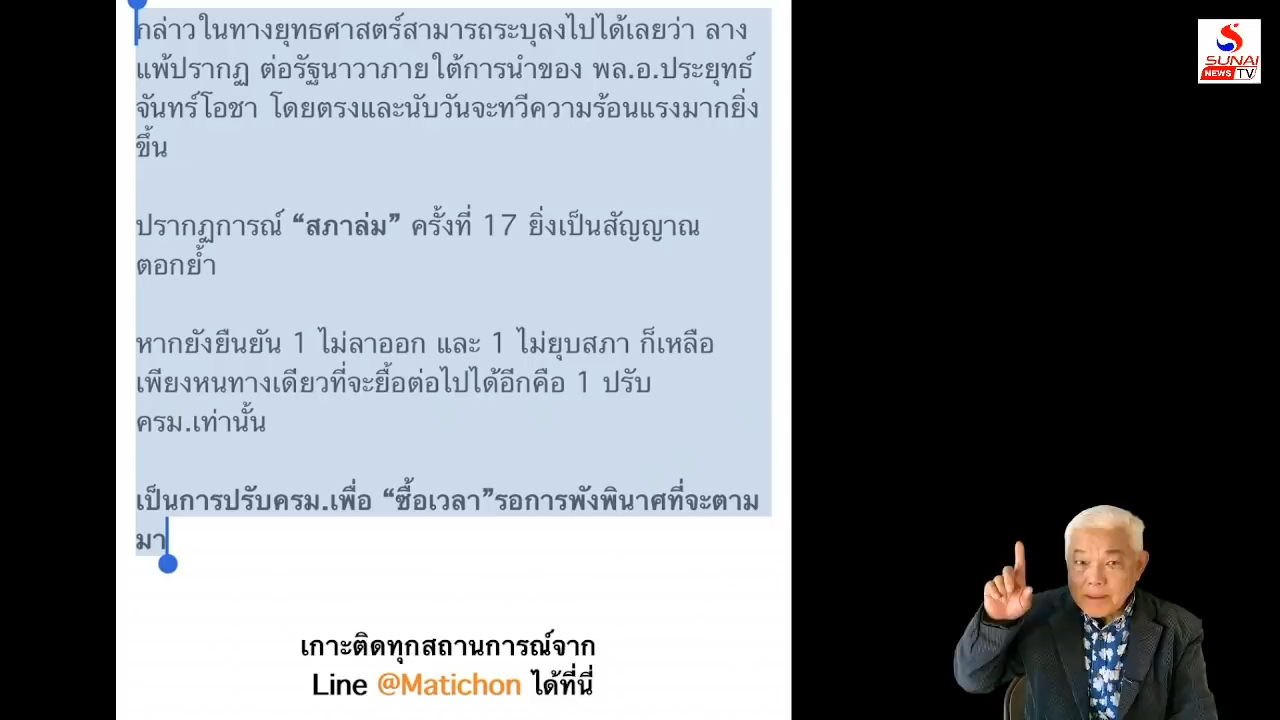 กล่าวในทางยุทธศาสตร์สามารถระบุลงไปได้เลยว่า ลาง
แพ้ปรากฏ ต่อรัฐนาวาภายใต้การนำของ พล.อ.ประยุทธ์
จันทร์โอชา โดยตรงและนับวันจะทวีความร้อนแรงมากยิ่ง
ขึ้น
ปรากฏการณ์ “สภาล่ม” ครั้งที่ 17 ยิ่งเป็นสัญญาณ
ตอกย้ำ
หากยังยืนยัน 1 ไม่ลาออก และ 1 ไม่ยุบสภา ก็เหลือ
เพียงหนทางเดียวที่จะยื้อต่อไปได้อีกคือ 1 ปรับ
ครม.เท่านั้น
เป็นการปรับครม.เพื่อ “ซื้อเวลา”รอการพังพินาศที่จะตาม
มา
เกาะติดทุกสถานการณ์จาก
Line @Matichon ได้ที่นี่
SUNAI
NEWS TV